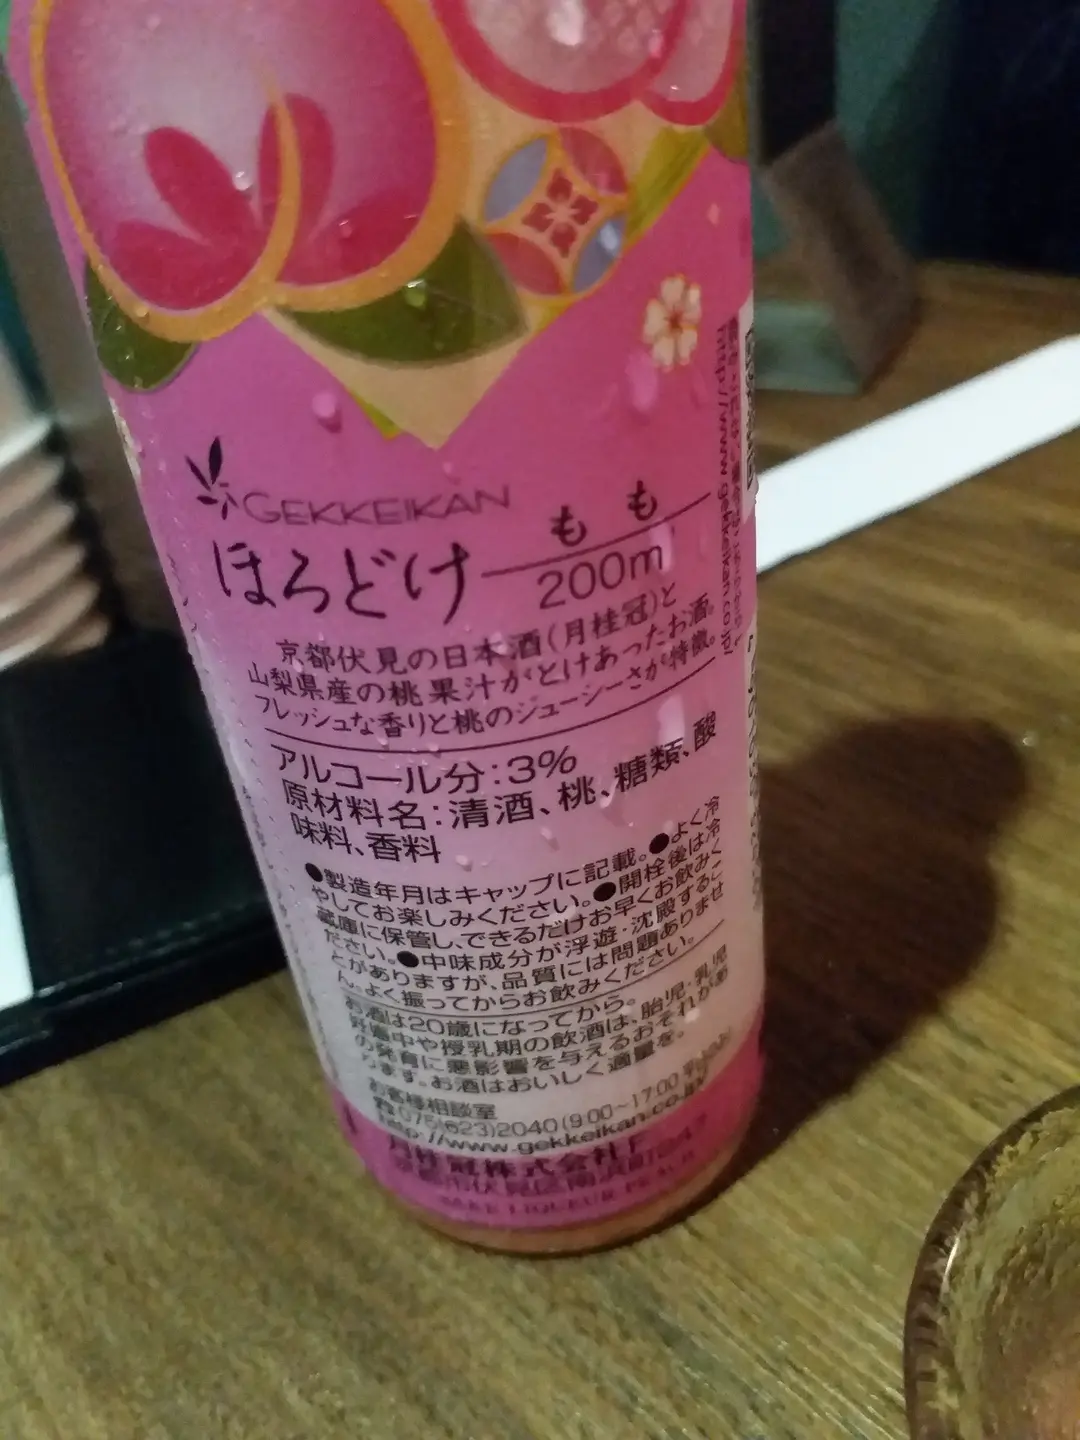 GEKKEIKAN
ほろどけ もも
200ml
京都伏見の日本酒(月桂冠)と
山梨県産の桃果汁がとけあったお酒。
フレッシュな香りと桃のジューシーさが特徴。
アルコール分:3%
原材料名:清酒、桃、糖類、酸
味料、香料
●製造年月はキャップに記載。●よく冷
やしてお楽しみください。●開栓後は冷
蔵庫に保管し、できるだけお早くお飲みく
ださい。●中味成分が浮遊・沈殿するこ
とがありますが、品質には問題ありませ
ん。よく振ってからお飲みください。
お酒は20歳になってから。
妊娠中や授乳期の飲酒は、胎児・乳児
の発育に悪影響を与えるおそれがあ
ります。お酒はおいしく適量を。
お客様相談室
075(623)2040(9:00~17:00
http://www.gekkeikan.co.jp/
月桂冠株式会社
京都市伏見区南浜町247
SAKE LIQUEUR PEACH
http://www.gekkeikan.co.jp/